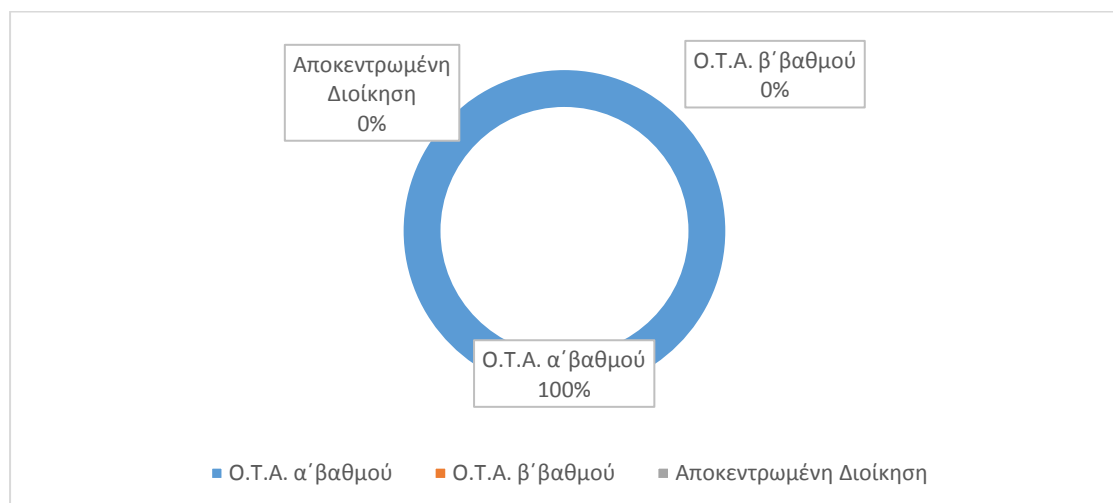 Αποκεντρωμένη
Διοίκηση
0%
Ο.Τ.Α. β΄βαθμού
0%
Ο.Τ.Α. α΄βαθμού
100%
Ο.Τ.Α. α΄βαθμού
Ο.Τ.Α. β΄βαθμού
Αποκεντρωμένη Διοίκηση